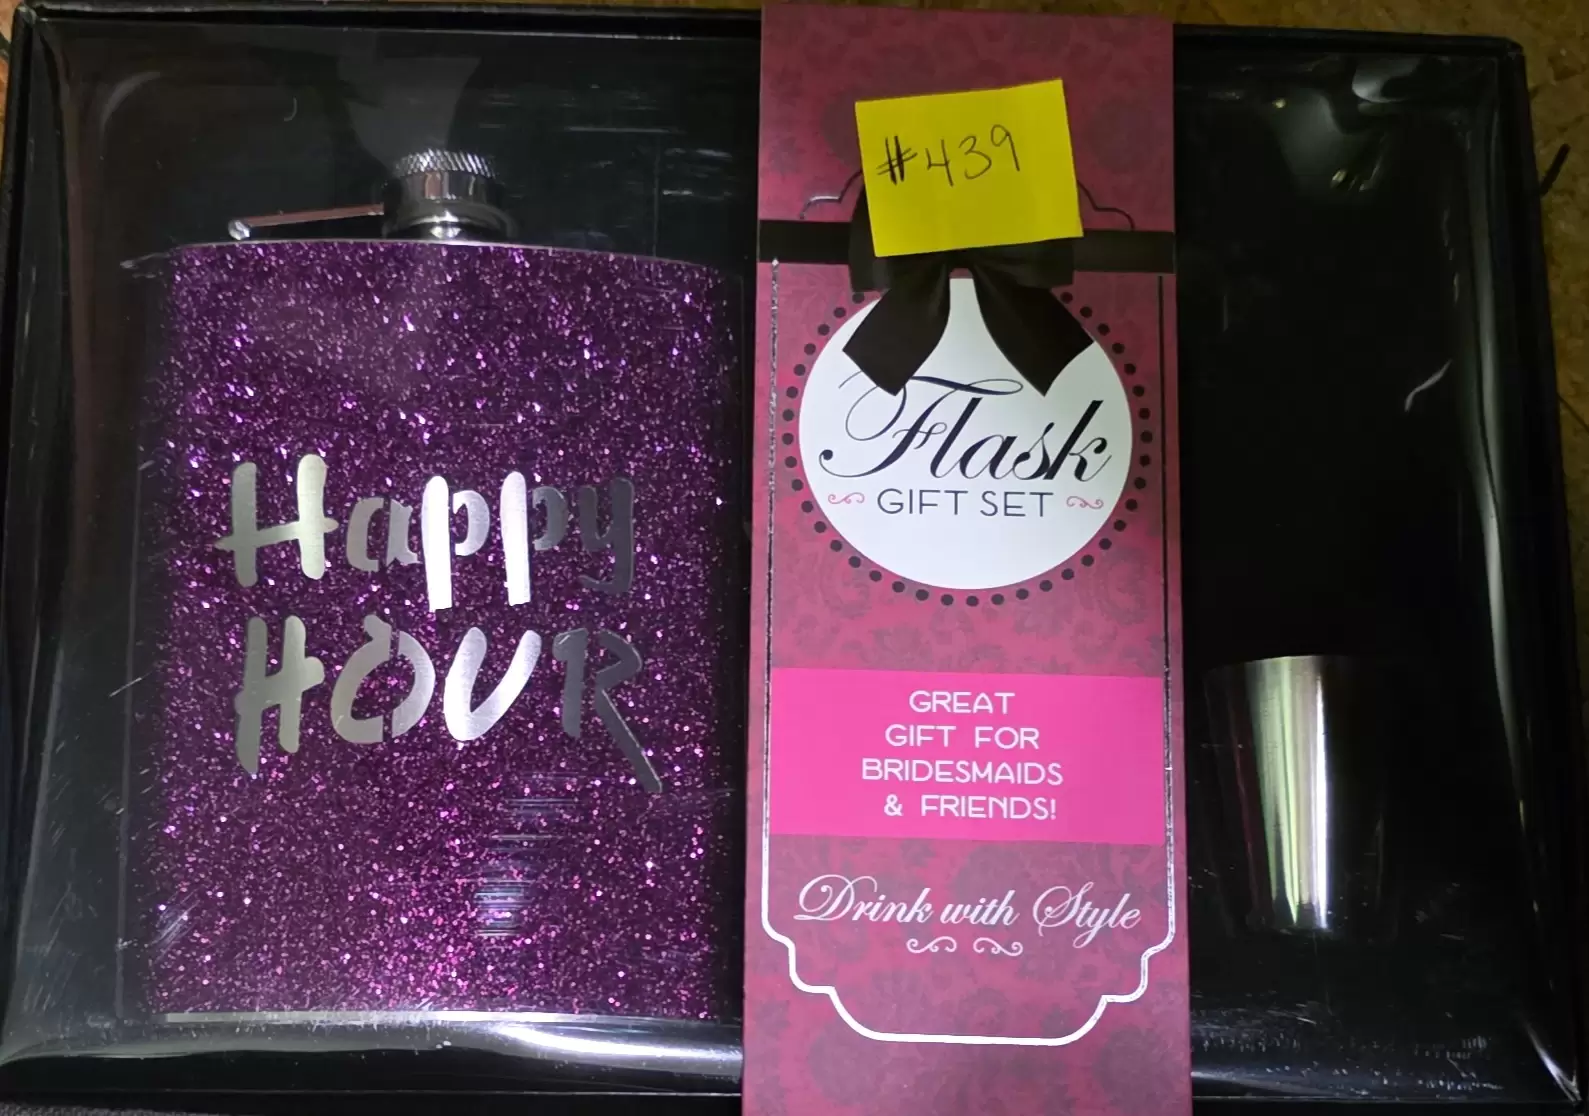 #439
Happy
HOUR
Flask
GIFT SET
GREAT
GIFT FOR
BRIDESMAIDS
& FRIENDS!
Drink with Style